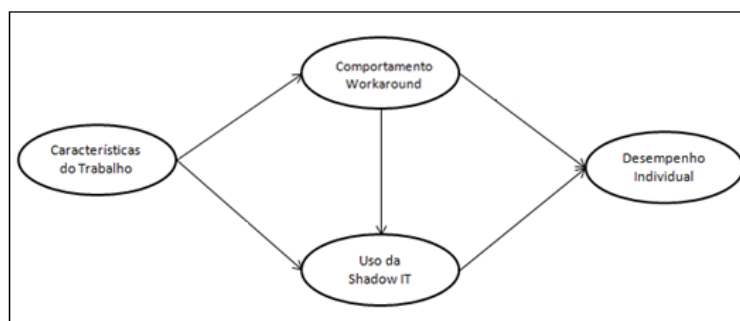 Comportamento
Workaround
Características
do Trabalho
Desempenho
Individual
Uso da
Shadow IT